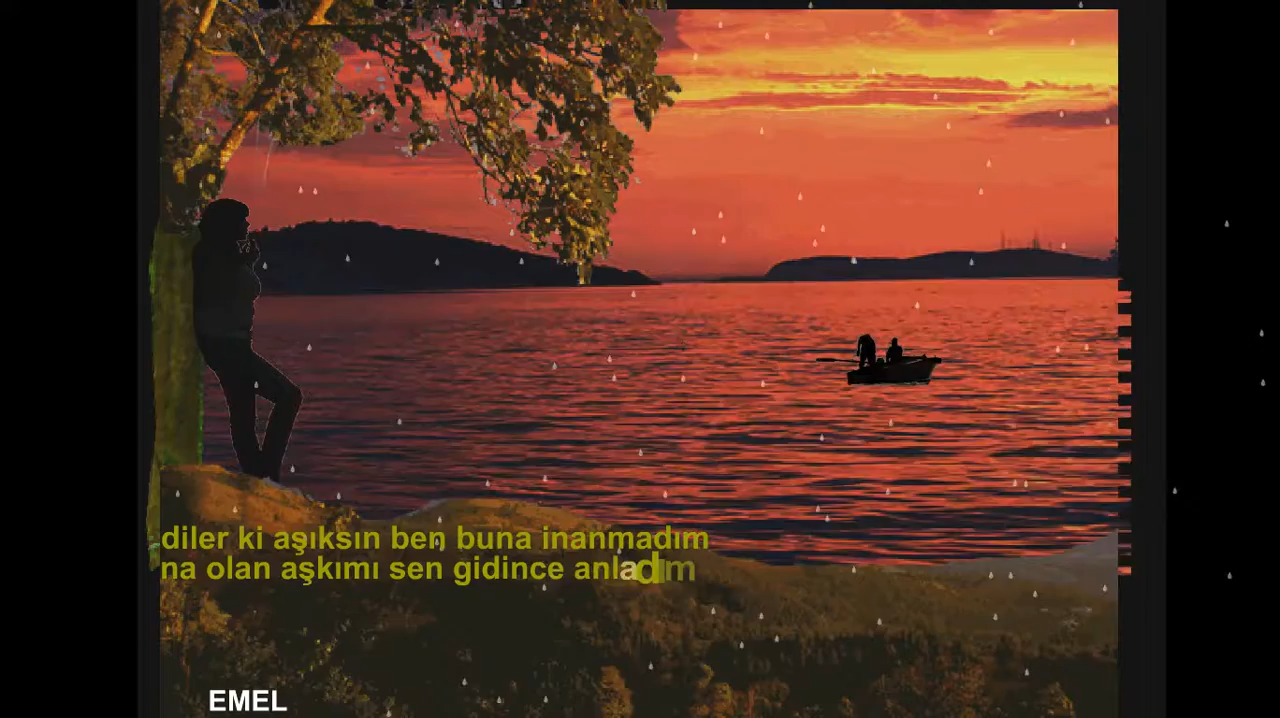 diler ki aşıksın ben buna inanmadım
na olan aşkımı sen gidince anladım
EMEL